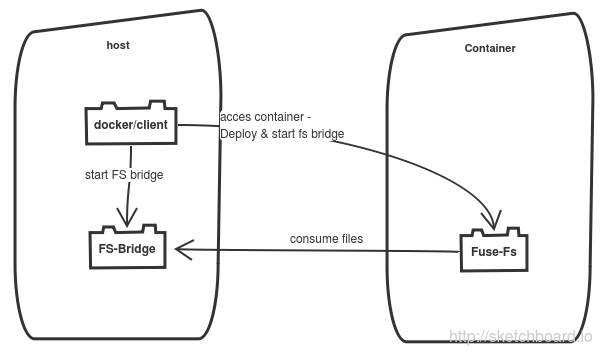 host
Container
docker/client
acces container -
Deploy & start fs bridge
start FS bridge
FS-Bridge
consume files
Fuse-Fs
http://sketchboard.io